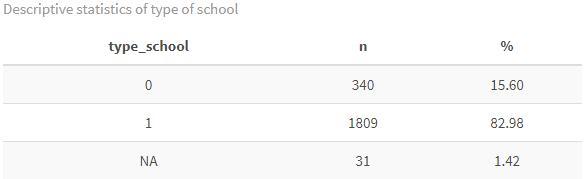 Descriptive statistics of type of school
type_school n %
0 340 15.60
1 1809 82.98
NA 31 1.42